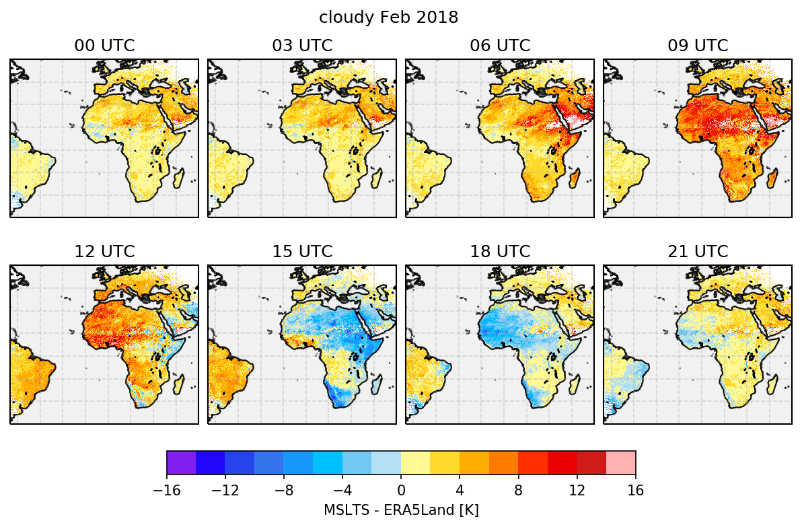 cloudy Feb 2018
00 UTC 03 UTC 06 UTC 09 UTC
12 UTC 15 UTC 18 UTC 21 UTC
−16 −12 −8 −4 0 4 8 12 16
MSLTS - ERA5Land [K]